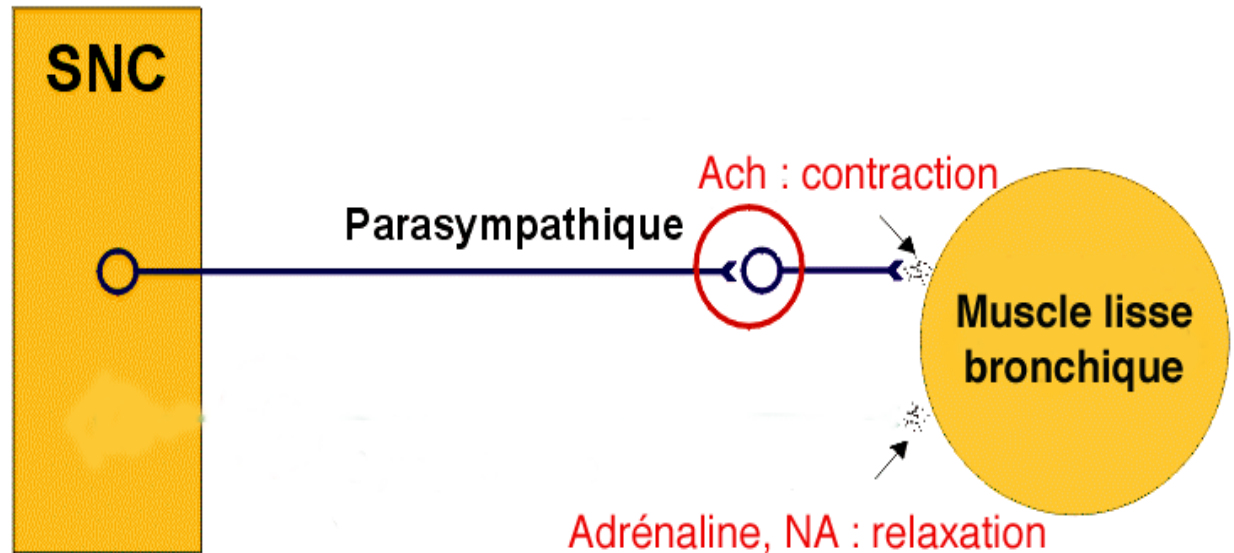 SNC
Ach : contraction
Parasympathique
Muscle lisse
bronchique
Adrénaline, NA : relaxation